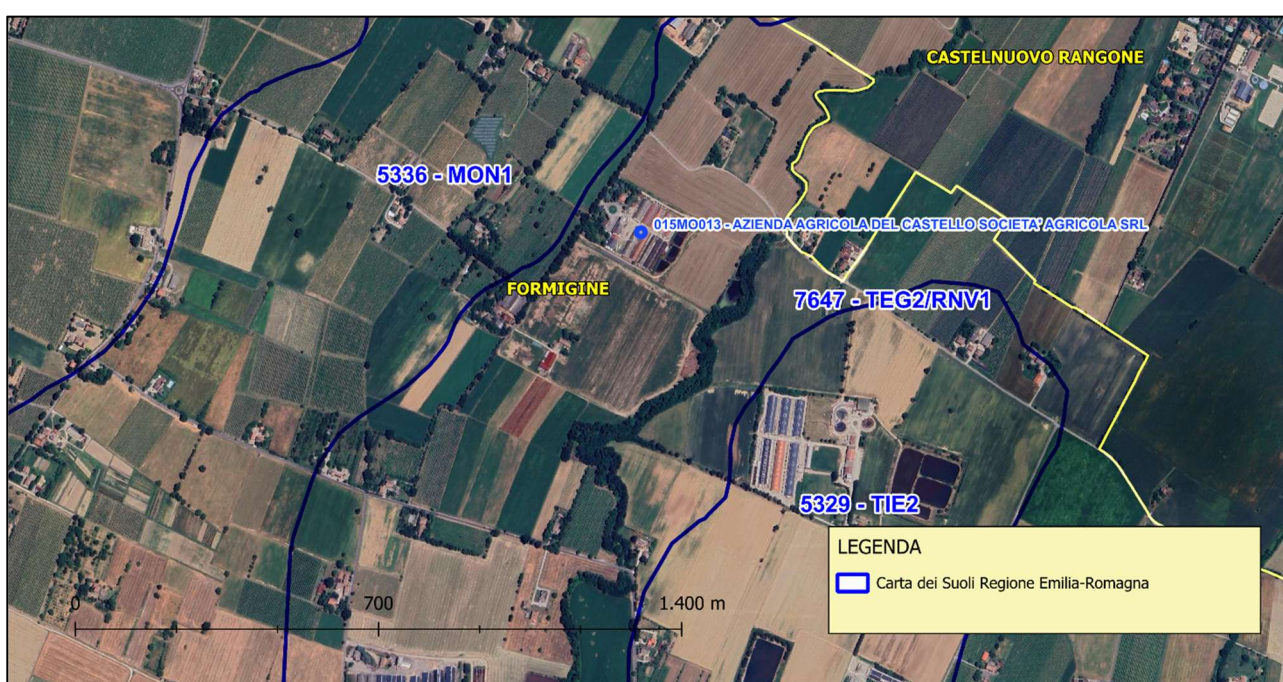 CASTELNUOVO RANGONE
5336 - MON1
015MO013 - AZIENDA AGRICOLA DEL CASTELLO SOCIETA' AGRICOLA SRL
FORMIGINE
7647 - TEG2/RNV1
5329 - TIE2
LEGENDA
Carta dei Suoli Regione Emilia-Romagna
0 700 1.400 m